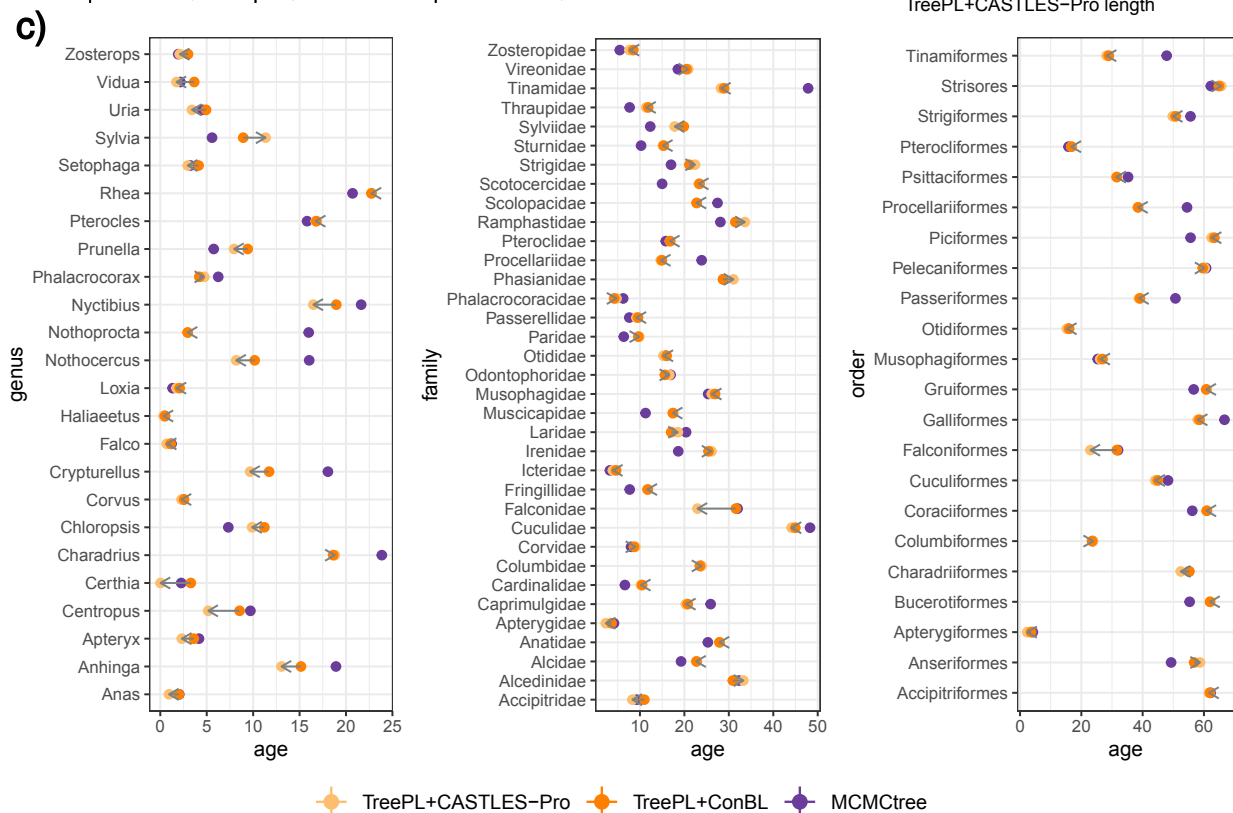 TreePL+CASTLES−Pro length
c)
Zosterops
Vidua
Uria
Sylvia
Setophaga
Rhea
Pterocles
Prunella
Phalacrocorax
Nyctibius
Nothoprocta
Nothocercus
Loxia
Haliaeetus
Falco
Crypturellus
Corvus
Chloropsis
Charadrius
Certhia
Centropus
Apteryx
Anhinga
Anas
genus
0 5 10 15 20 25
age
Zosteropidae
Vireonidae
Tinamidae
Thraupidae
Sylviidae
Sturnidae
Strigidae
Scotocercidae
Scolopacidae
Ramphastidae
Pteroclidae
Procellariidae
Phasianidae
Phalacrocoracidae
Passerellidae
Paridae
Otididae
Odontophoridae
Musophagidae
Muscicapidae
Laridae
Irenidae
Icteridae
Fringillidae
Falconidae
Cuculidae
Corvidae
Columbidae
Cardinalidae
Caprimulgidae
Apterygidae
Anatidae
Alcidae
Alcedinidae
Accipitridae
family
10 20 30 40 50
age
Tinamiformes
Strisores
Strigiformes
Pterocliformes
Psittaciformes
Procellariiformes
Piciformes
Pelecaniformes
Passeriformes
Otidiformes
Musophagiformes
Gruiformes
Galliformes
Falconiformes
Cuculiformes
Coraciiformes
Columbiformes
Charadriiformes
Bucerotiformes
Apterygiformes
Anseriformes
Accipitriformes
order
0 20 40 60
age
TreePL+CASTLES−Pro TreePL+ConBL MCMCtree